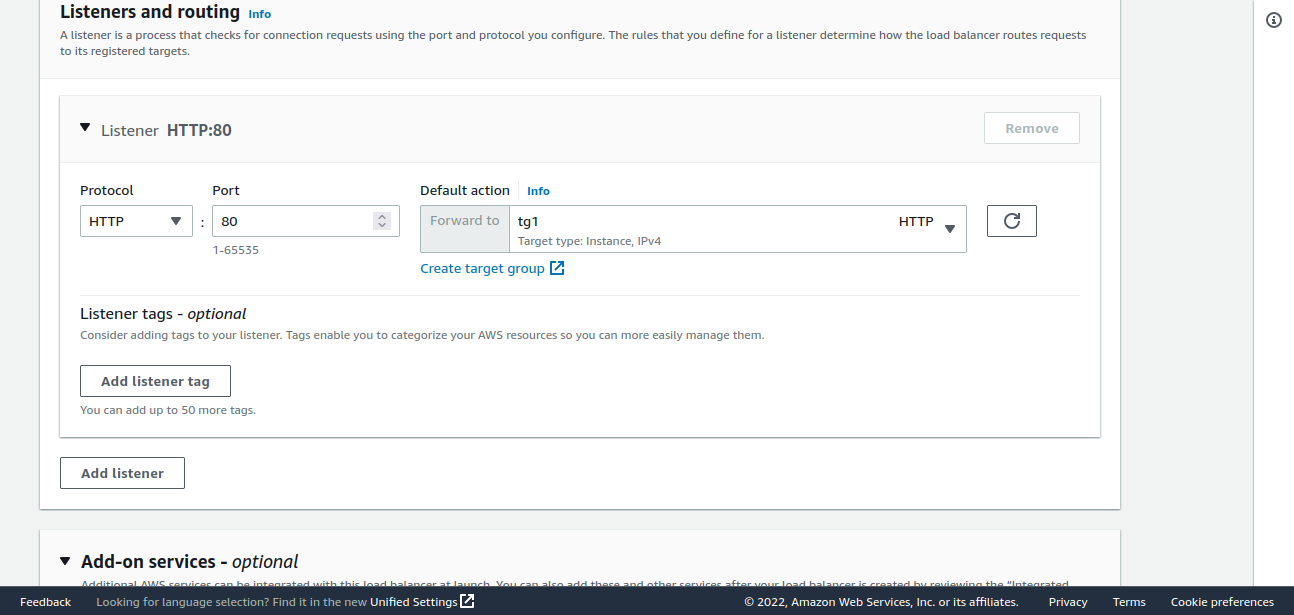 Listeners and routing Info
A listener is a process that checks for connection requests using the port and protocol you configure. The rules that you define for a listener determine how the load balancer routes requests
to its registered targets.
Listener HTTP:80
Remove
Protocol
Port
Default action Info
HTTP
:
80
Forward to
tg1
HTTP
Target type: Instance, IPv4
1-65535
Create target group
Listener tags - optional
Consider adding tags to your listener. Tags enable you to categorize your AWS resources so you can more easily manage them.
Add listener tag
You can add up to 50 more tags.
Add listener
Add-on services - optional
Additional AWS services can be integrated with this load balancer at launch. You can also add these and other services after your load balancer is created by reviewing the "Integrated
Feedback
Looking for language selection? Find it in the new Unified Settings
© 2022, Amazon Web Services, Inc. or its affiliates.
Privacy
Terms
Cookie preferences